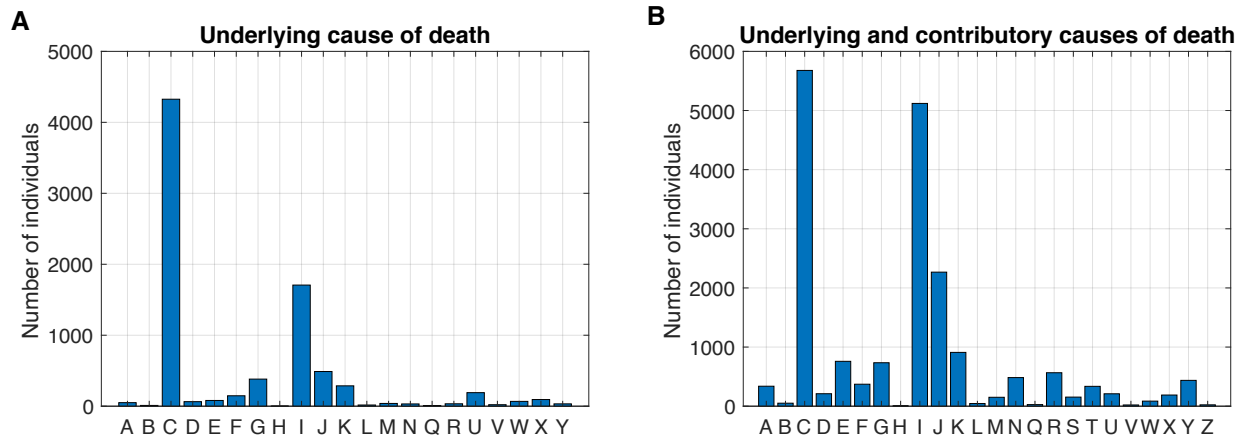 A
Underlying cause of death
5000
4000
3000
2000
1000
0
Number of individuals
A B C D E F G H I J K L M N Q R U V W X Y
B
Underlying and contributory causes of death
6000
5000
4000
3000
2000
1000
0
Number of individuals
A B C D E F G H I J K L M N Q R S T U V W X Y Z